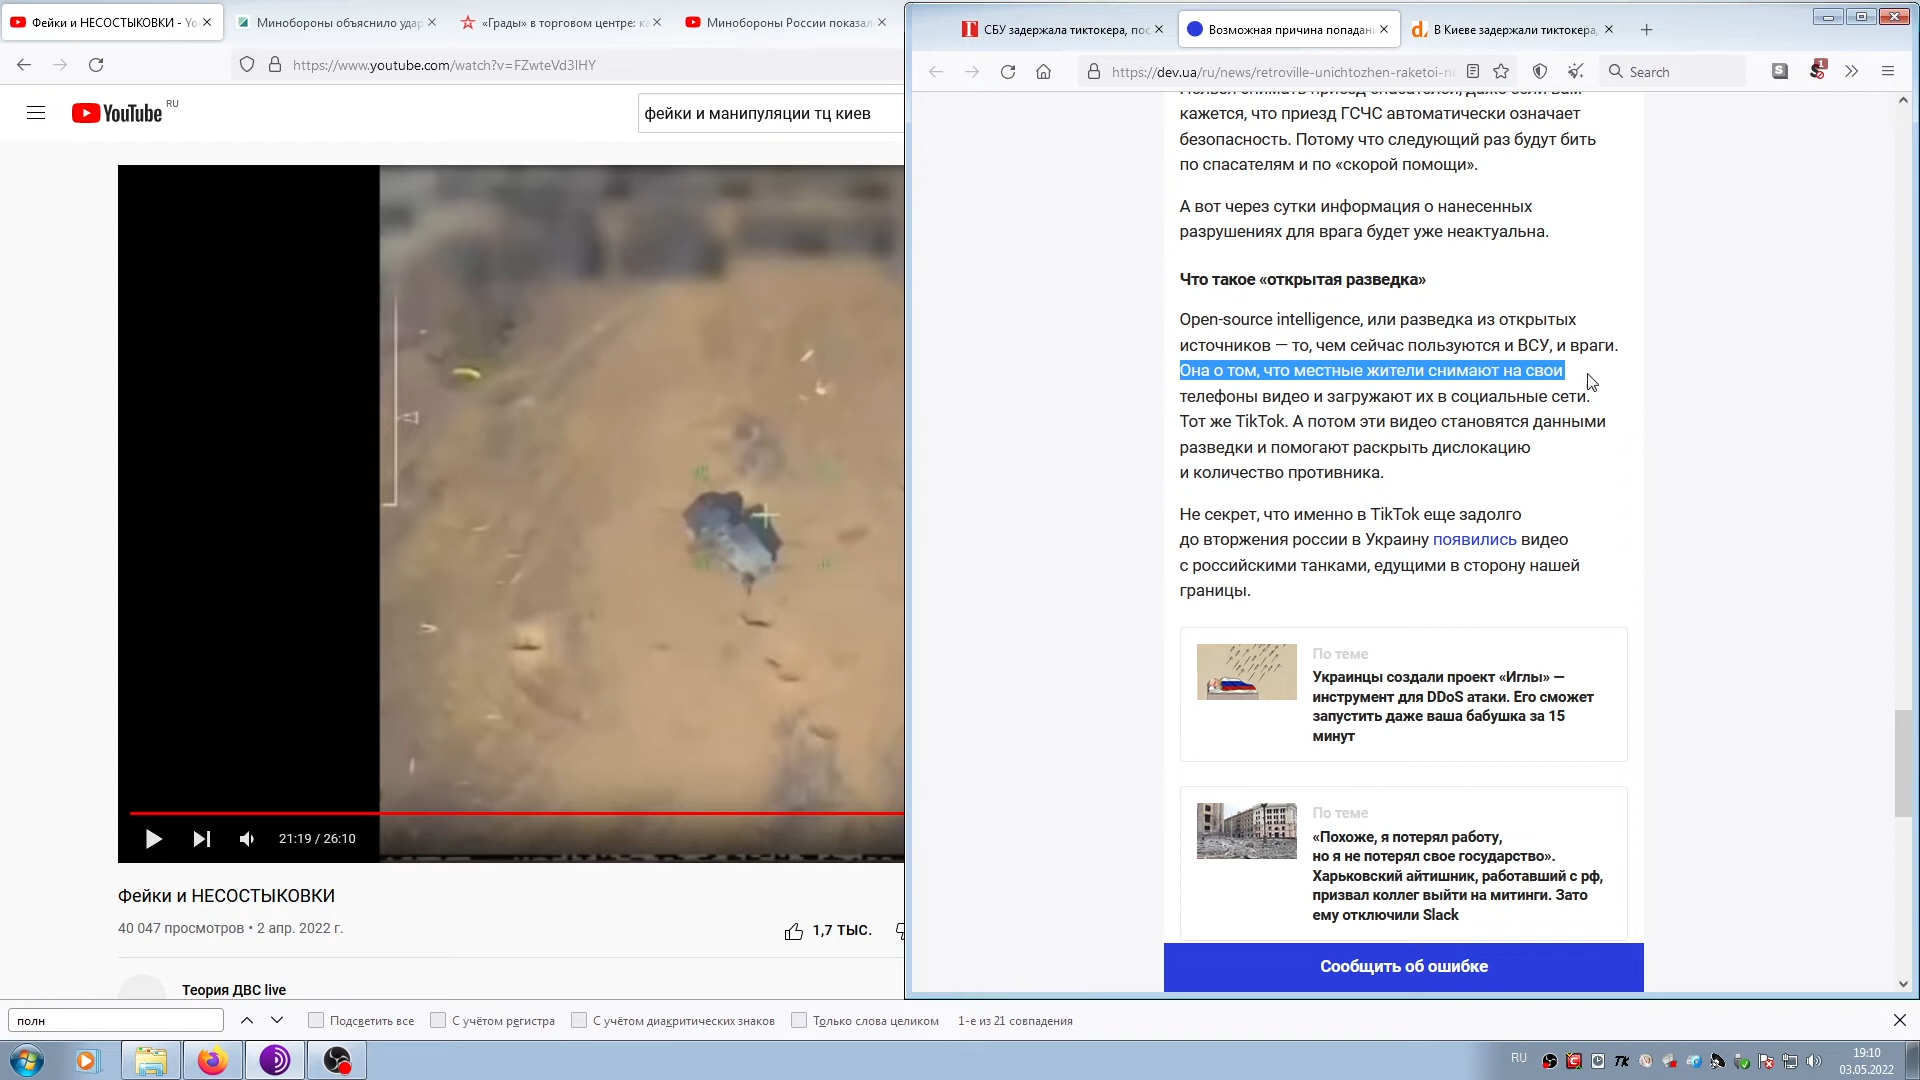 Фейки и НЕСОСТЫКОВКИ - Yo
Минобороны объяснило удар
«Грады» в торговом центре: ка
Минобороны России показал
https://www.youtube.com/watch?v=FZwteVd3lHY
YouTube RU
фейки и манипуляции тц киев
21:19 / 26:10
Фейки и НЕСОСТЫКОВКИ
40 047 просмотров • 2 апр. 2022 г.
1,7 ТЫС.
Теория ДВС live
СБУ задержала тиктокера, пос
Возможная причина попадан
В Киеве задержали тиктокера,
https://dev.ua/ru/news/retroville-unichtozhen-raketoi-n
Search
1
Нельзя снимать приезд спасателей, даже если вам
кажется, что приезд ГСЧС автоматически означает
безопасность. Потому что следующий раз будут бить
по спасателям и по «скорой помощи».
А вот через сутки информация о нанесенных
разрушениях для врага будет уже неактуальна.
Что такое «открытая разведка»
Open-source intelligence, или разведка из открытых
источников — то, чем сейчас пользуются и ВСУ, и враги.
Она о том, что местные жители снимают на свои
телефоны видео и загружают их в социальные сети.
Тот же TikTok. А потом эти видео становятся данными
разведки и помогают раскрыть дислокацию
и количество противника.
Не секрет, что именно в TikTok еще задолго
до вторжения россии в Украину появились видео
с российскими танками, едущими в сторону нашей
границы.
По теме
Украинцы создали проект «Иглы» —
инструмент для DDoS атаки. Его сможет
запустить даже ваша бабушка за 15
минут
По теме
«Похоже, я потерял работу,
но я не потерял свое государство».
Харьковский айтишник, работавший с рф,
призвал коллег выйти на митинги. Зато
ему отключили Slack
Сообщить об ошибке
полн
Подсветить все
С учётом регистра
С учётом диакритических знаков
Только слова целиком
1-е из 21 совпадения
RU
19:10
03.05.2022